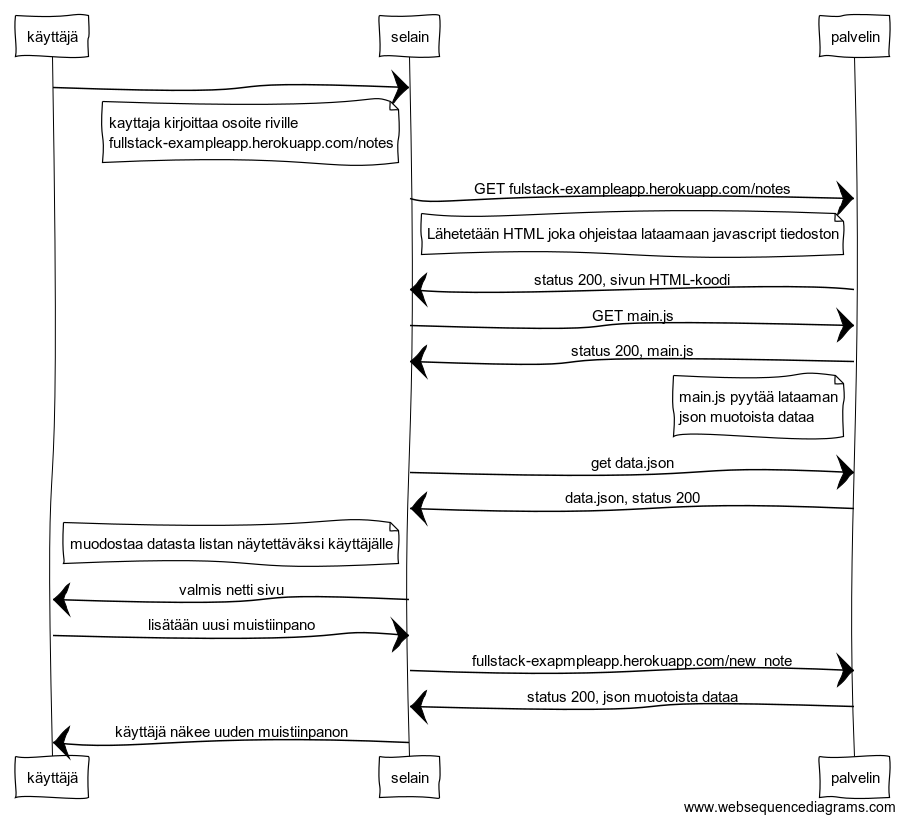 käyttäjä
selain
palvelin
kayttaja kirjoittaa osoite riville
fullstack-exampleapp.herokuapp.com/notes
GET fulstack-exampleapp.herokuapp.com/notes
Lähetetään HTML joka ohjeistaa lataamaan javascript tiedoston
status 200, sivun HTML-koodi
GET main.js
status 200, main.js
main.js pyytää lataaman
json muotoista dataa
get data.json
data.json, status 200
muodostaa datasta listan näytettäväksi käyttäjälle
valmis netti sivu
lisätään uusi muistiinpano
fullstack-exapmpleapp.herokuapp.com/new_note
status 200, json muotoista dataa
käyttäjä näkee uuden muistiinpanon
käyttäjä
selain
palvelin
www.websequencediagrams.com